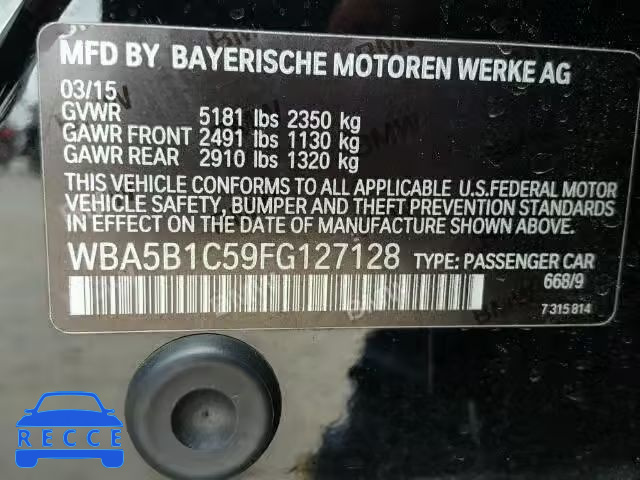 MFD BY BAYERISCHE MOTOREN WERKE AG
03/15
GVWR 5181 lbs 2350 kg
GAWR FRONT 2491 lbs 1130 kg
GAWR REAR 2910 lbs 1320 kg
THIS VEHICLE CONFORMS TO ALL APPLICABLE U.S.FEDERAL MOTOR
VEHICLE SAFETY, BUMPER AND THEFT PREVENTION STANDARDS
IN EFFECT ON THE DATE OF MANUFACTURE SHOWN ABOVE.
WBA5B1C59FG127128 TYPE: PASSENGER CAR
668/9
7 315 814
RECCE